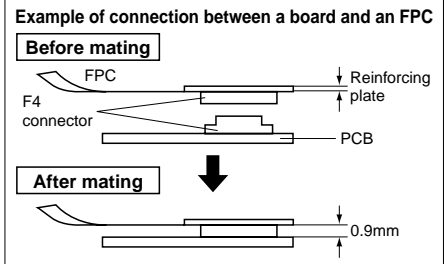 Example of connection between a board and an FPC
Before mating
FPC
Reinforcing
plate
F4
connector
PCB
After mating
0.9mm